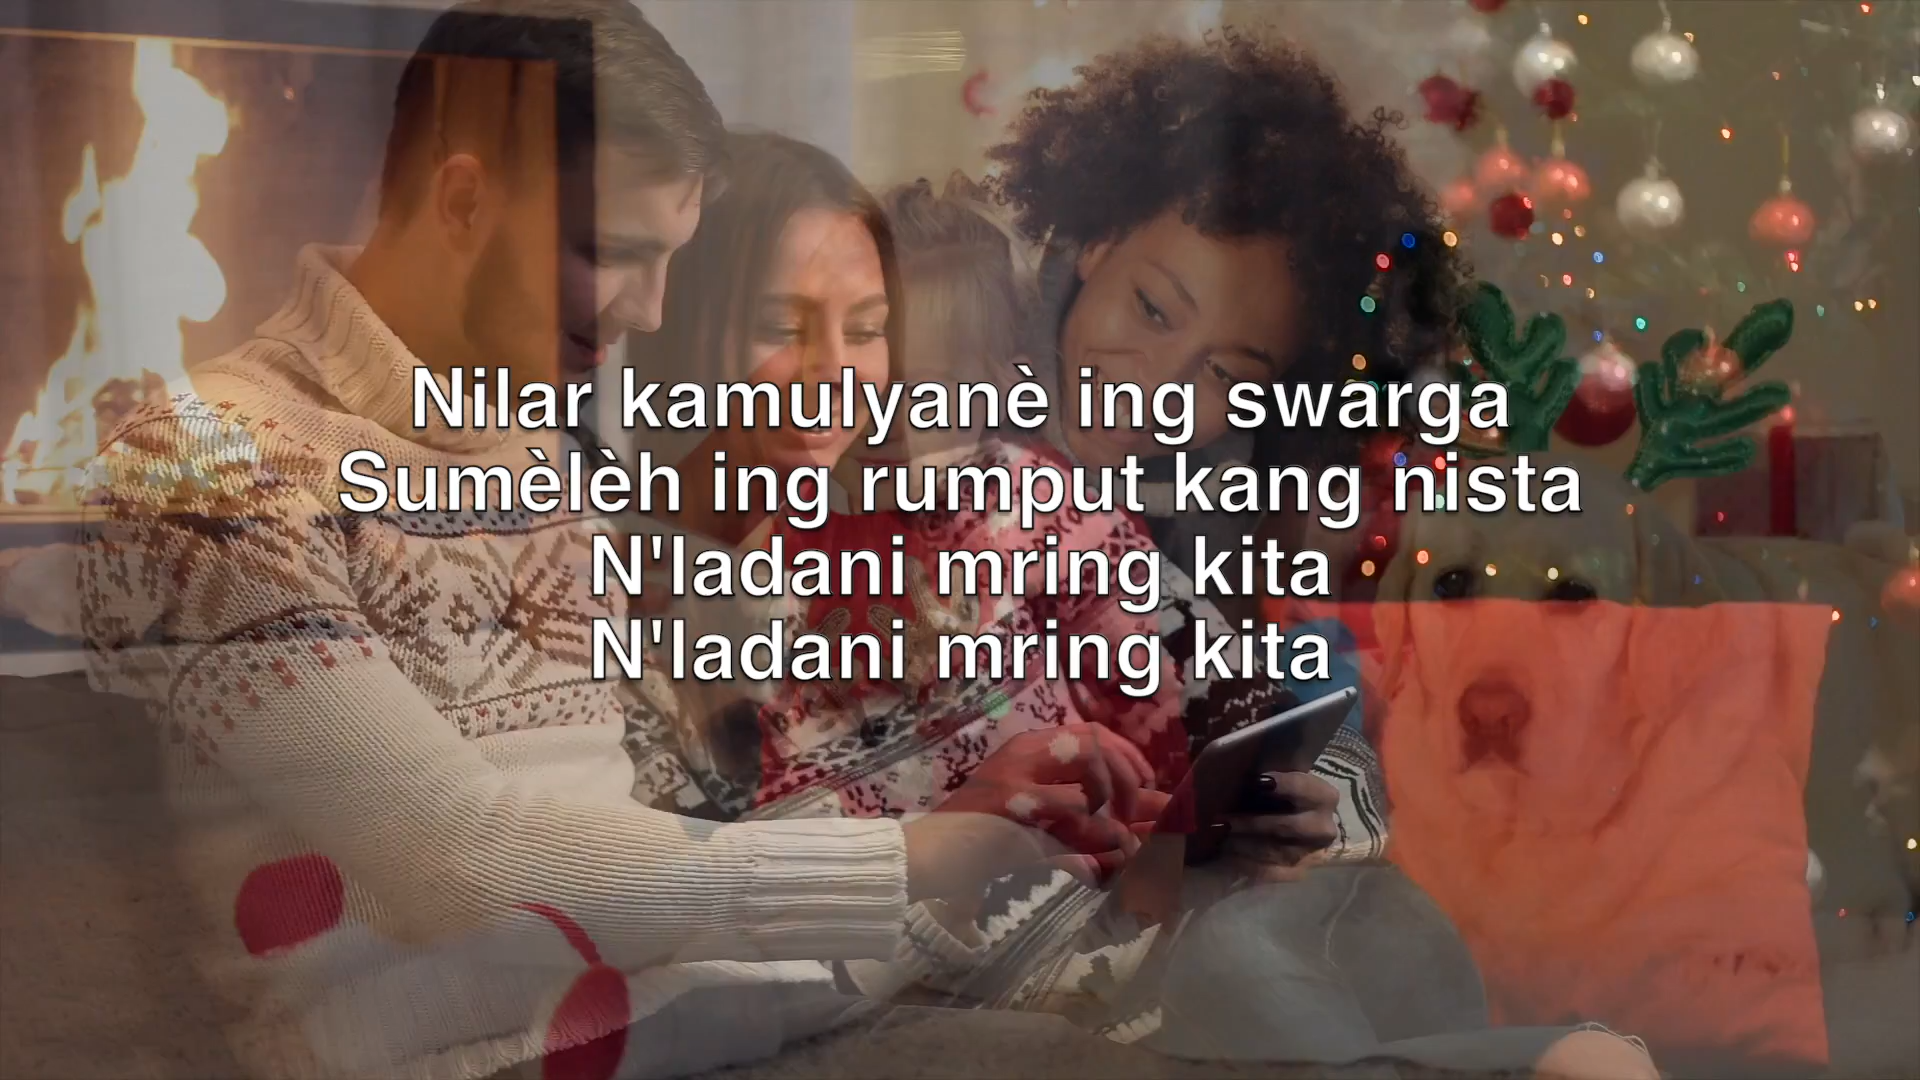 Nilar kamulyanè ing swarga
Sumèlèh ing rumput kang nista
N'ladani mring kita
N'ladani mring kita